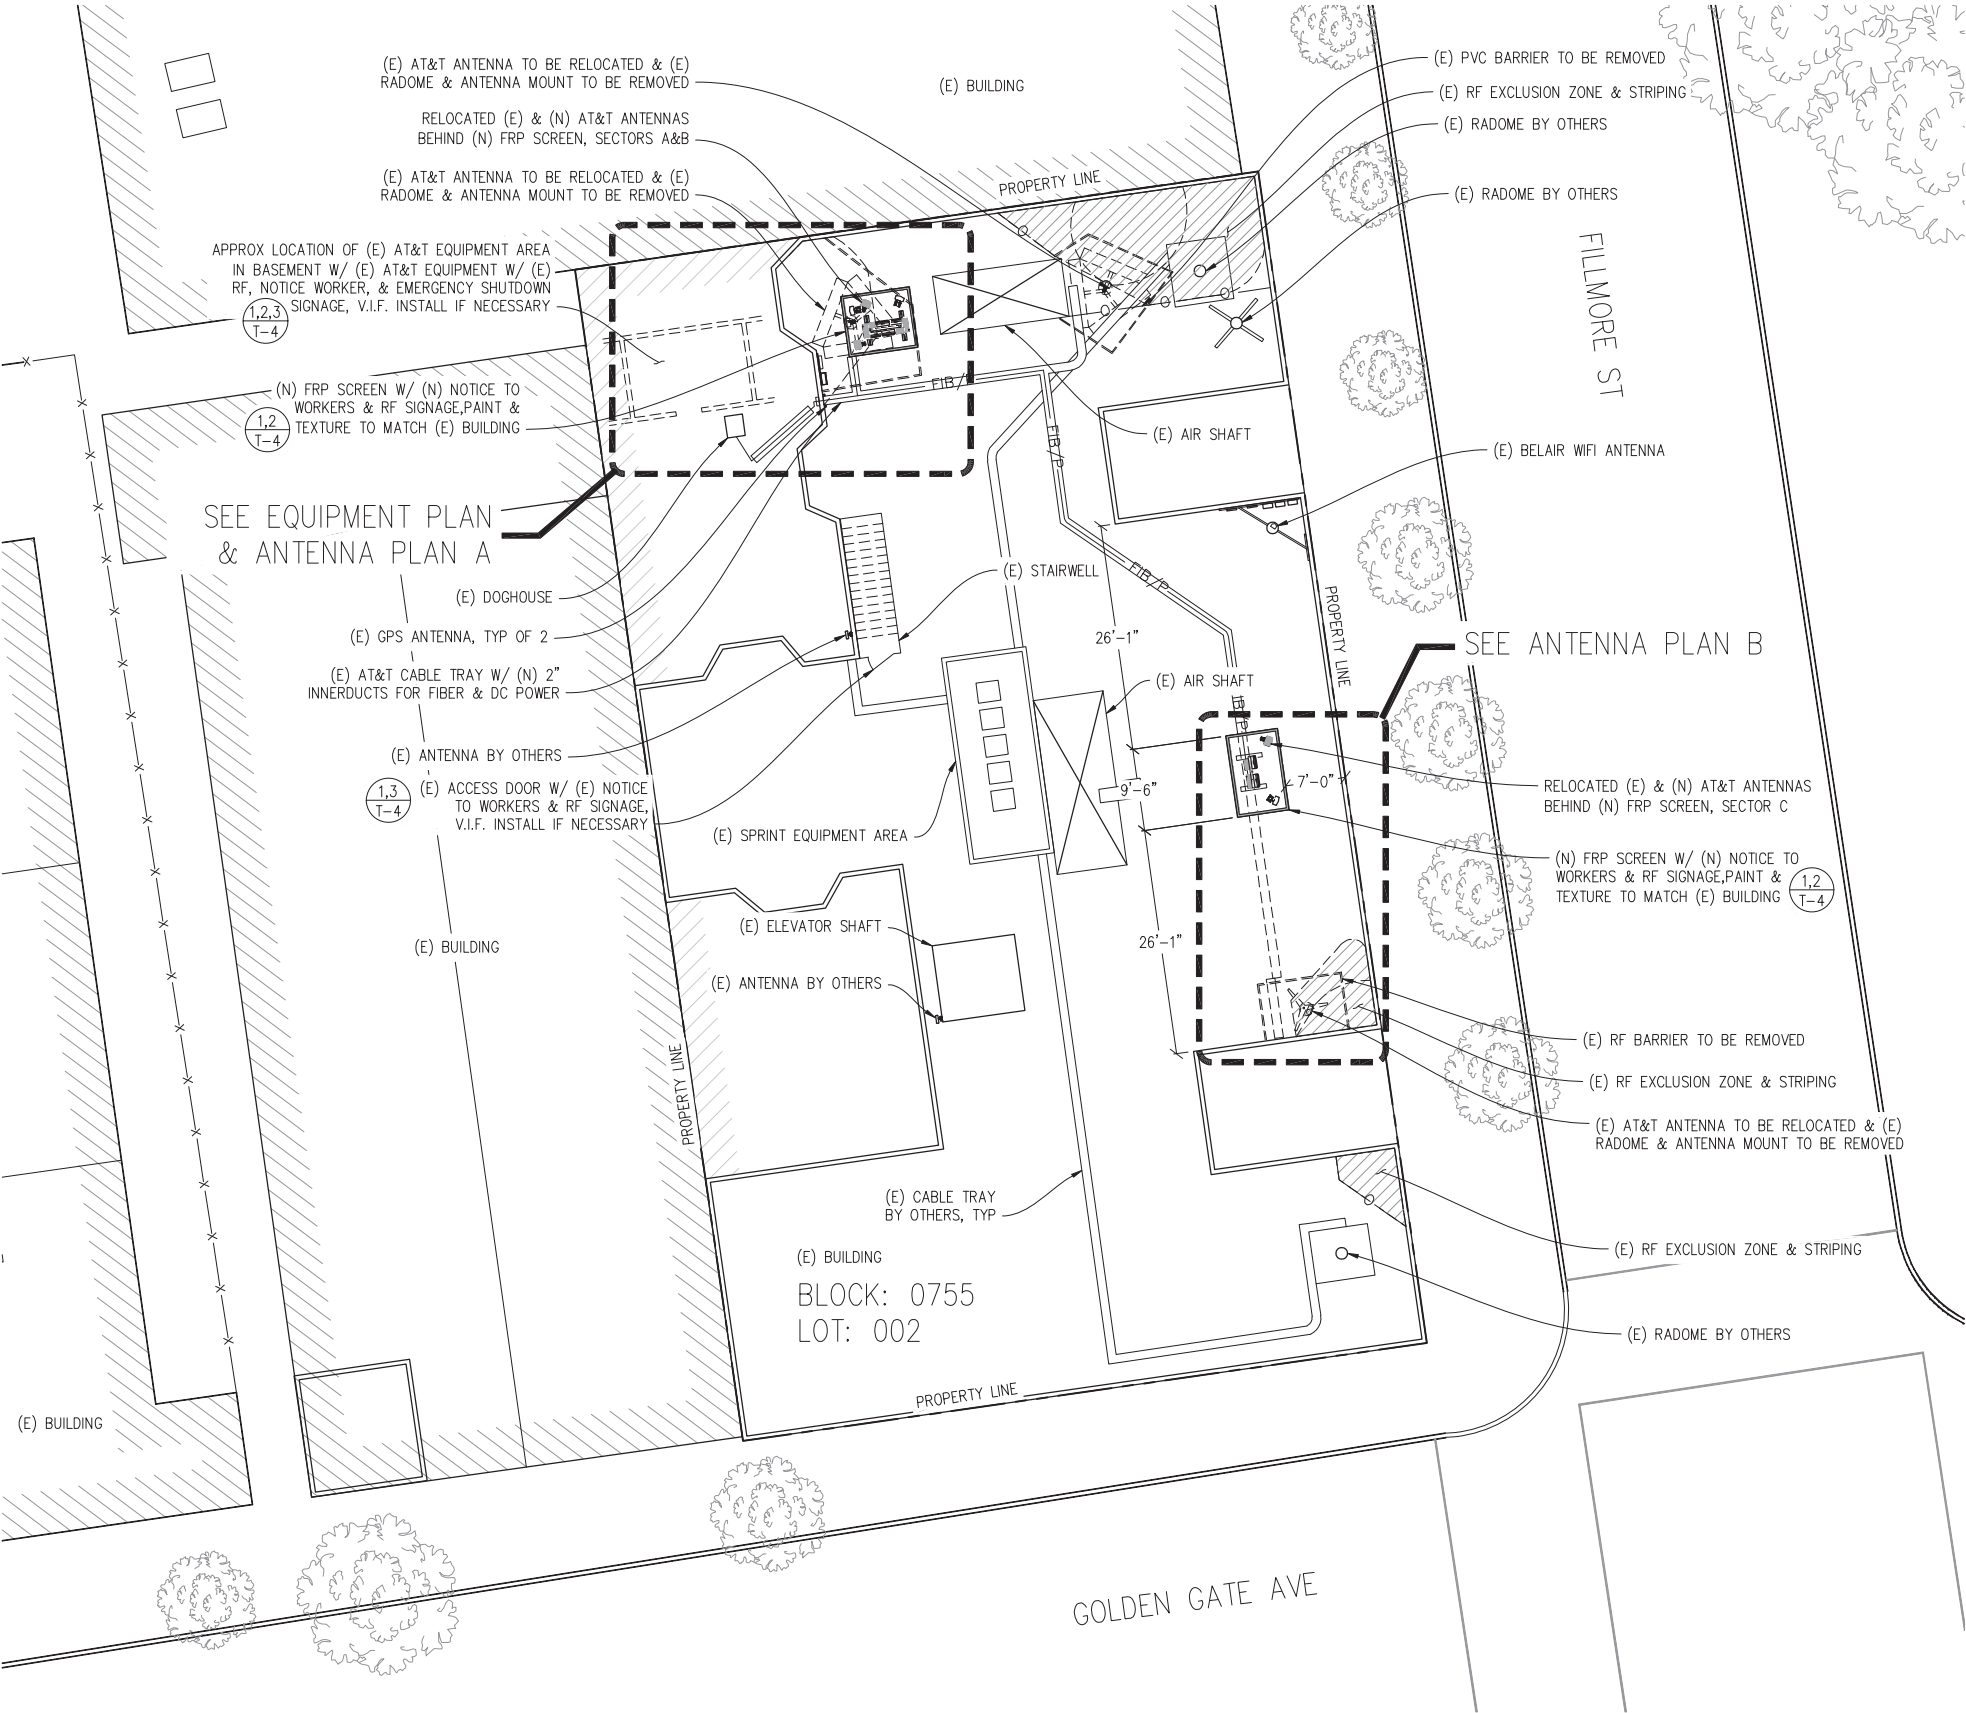 (E) AT&T ANTENNA TO BE RELOCATED & (E)
RADOME & ANTENNA MOUNT TO BE REMOVED
RELOCATED (E) & (N) AT&T ANTENNAS
BEHIND (N) FRP SCREEN, SECTORS A&B
(E) AT&T ANTENNA TO BE RELOCATED & (E)
RADOME & ANTENNA MOUNT TO BE REMOVED
APPROX LOCATION OF (E) AT&T EQUIPMENT AREA
IN BASEMENT W/ (E) AT&T EQUIPMENT W/ (E)
RF, NOTICE WORKER, & EMERGENCY SHUTDOWN
SIGNAGE, V.I.F. INSTALL IF NECESSARY
1,2,3
T-4
(N) FRP SCREEN W/ (N) NOTICE TO
WORKERS & RF SIGNAGE,PAINT &
TEXTURE TO MATCH (E) BUILDING
1,2
T-4
SEE EQUIPMENT PLAN
& ANTENNA PLAN A
(E) DOGHOUSE
(E) GPS ANTENNA, TYP OF 2
(E) AT&T CABLE TRAY W/ (N) 2"
INNERDUCTS FOR FIBER & DC POWER
(E) ANTENNA BY OTHERS
1,3
T-4
(E) ACCESS DOOR W/ (E) NOTICE
TO WORKERS & RF SIGNAGE,
V.I.F. INSTALL IF NECESSARY
(E) BUILDING
(E) BUILDING
(E) BUILDING
PROPERTY LINE
FIB/P
FIB/P
FIB/P
FIB/P
(E) AIR SHAFT
(E) STAIRWELL
26'-1"
(E) AIR SHAFT
9'-6"
7'-0"
26'-1"
(E) SPRINT EQUIPMENT AREA
(E) ELEVATOR SHAFT
(E) ANTENNA BY OTHERS
PROPERTY LINE
PROPERTY LINE
(E) CABLE TRAY
BY OTHERS, TYP
(E) BUILDING
BLOCK: 0755
LOT: 002
PROPERTY LINE
(E) PVC BARRIER TO BE REMOVED
(E) RF EXCLUSION ZONE & STRIPING
(E) RADOME BY OTHERS
(E) RADOME BY OTHERS
FILLMORE ST
(E) BELAIR WIFI ANTENNA
SEE ANTENNA PLAN B
RELOCATED (E) & (N) AT&T ANTENNAS
BEHIND (N) FRP SCREEN, SECTOR C
(N) FRP SCREEN W/ (N) NOTICE TO
WORKERS & RF SIGNAGE,PAINT &
TEXTURE TO MATCH (E) BUILDING
1,2
T-4
(E) RF BARRIER TO BE REMOVED
(E) RF EXCLUSION ZONE & STRIPING
(E) AT&T ANTENNA TO BE RELOCATED & (E)
RADOME & ANTENNA MOUNT TO BE REMOVED
(E) RF EXCLUSION ZONE & STRIPING
(E) RADOME BY OTHERS
GOLDEN GATE AVE